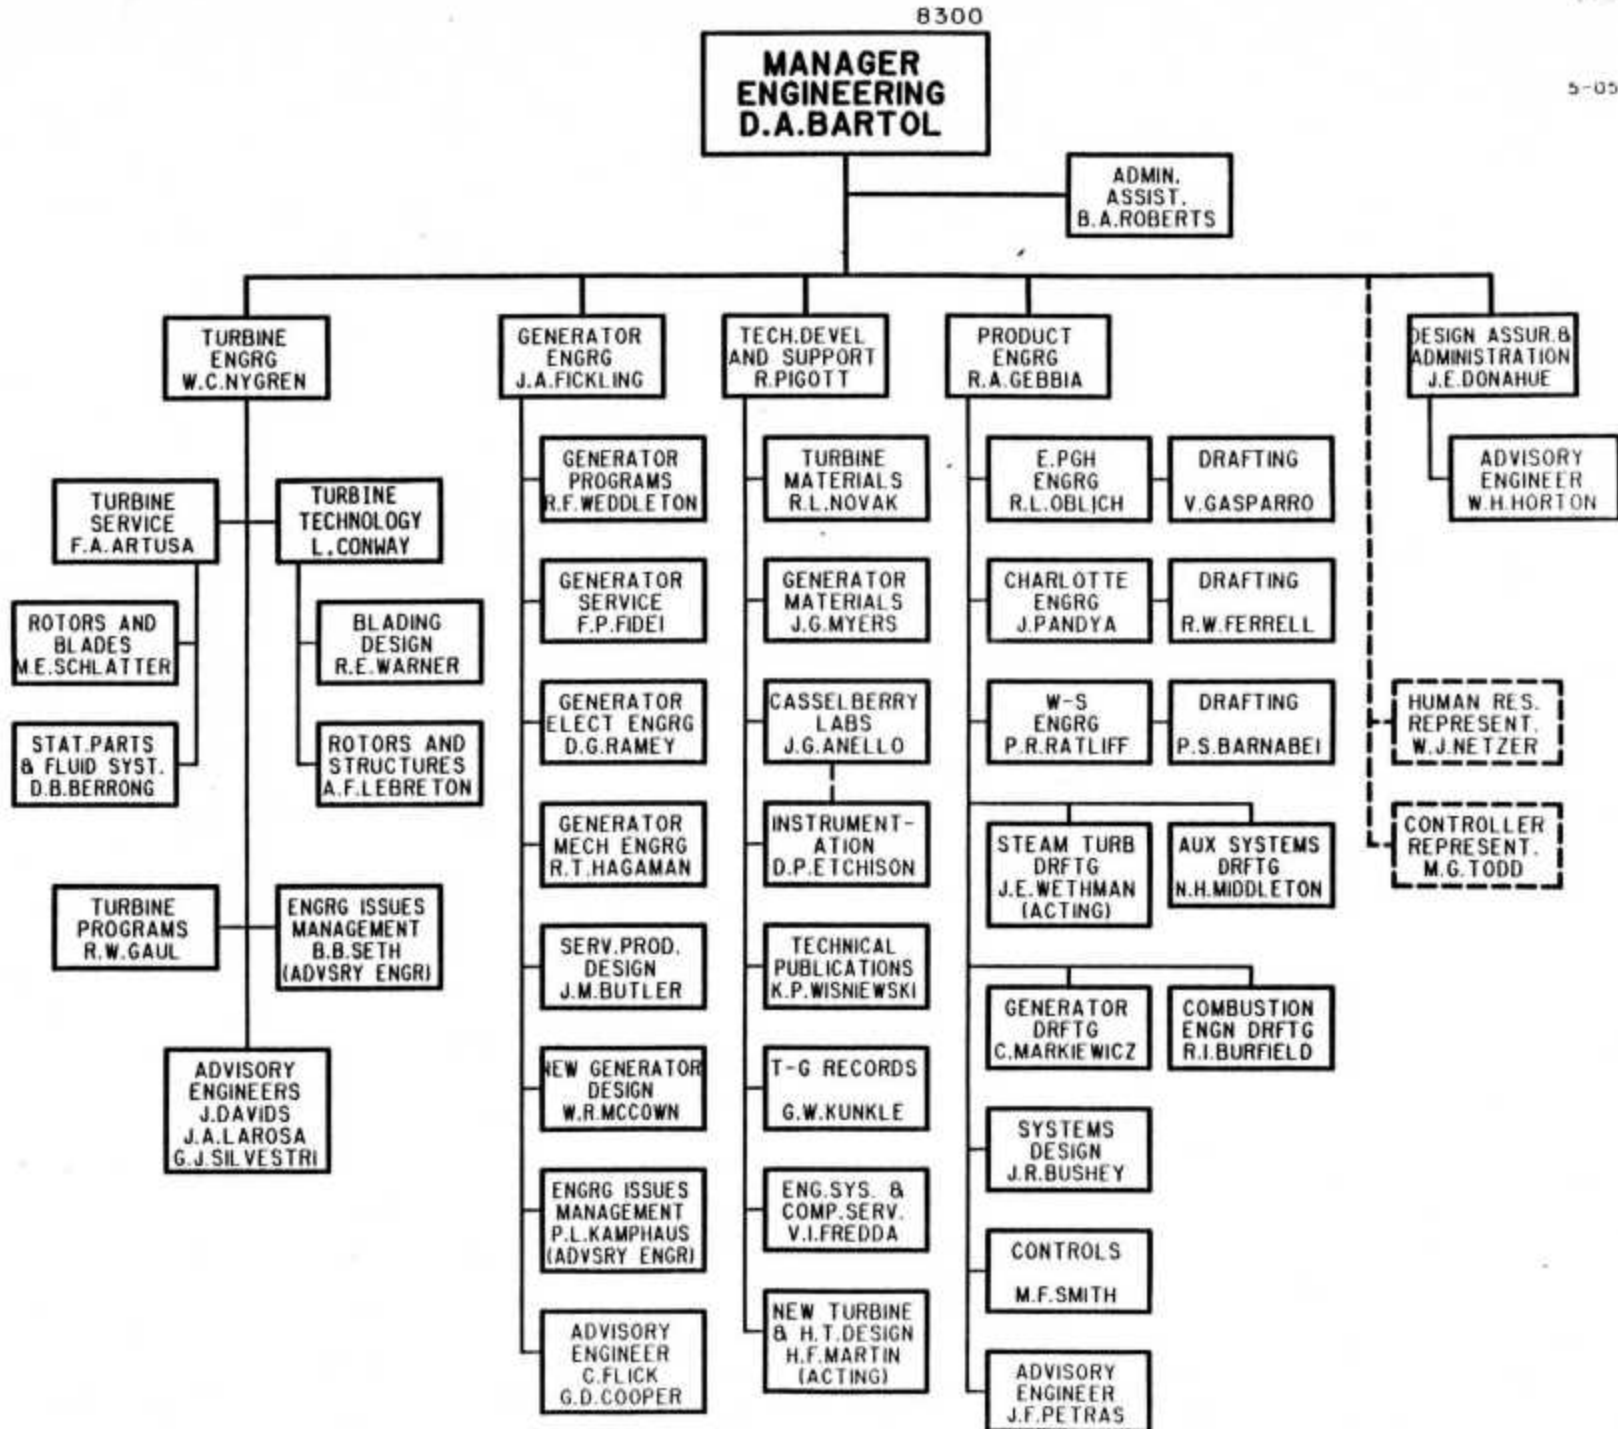 8300
MANAGER
ENGINEERING
D.A.BARTOL
5-05
ADMIN.
ASSIST.
B.A.ROBERTS
TURBINE
ENGRG
W.C.NYGREN
GENERATOR
ENGRG
J.A.FICKLING
TECH.DEVEL
AND SUPPORT
R.PIGOTT
PRODUCT
ENGRG
R.A.GEBBIA
DESIGN ASSUR.&
ADMINISTRATION
J.E.DONAHUE
TURBINE
SERVICE
F.A.ARTUSA
TURBINE
TECHNOLOGY
L.CONWAY
ROTORS AND
BLADES
M.E.SCHLATTER
BLADING
DESIGN
R.E.WARNER
STAT.PARTS
& FLUID SYST.
D.B.BERRONG
ROTORS AND
STRUCTURES
A.F.LEBRETON
TURBINE
PROGRAMS
R.W.GAUL
ENGRG ISSUES
MANAGEMENT
B.B.SETH
(ADVSRY ENGR)
ADVISORY
ENGINEERS
J.DAVIDS
J.A.LAROSA
G.J.SILVESTRI
GENERATOR
PROGRAMS
R.F.WEDDLETON
GENERATOR
SERVICE
F.P.FIDEI
GENERATOR
ELECT ENGRG
D.G.RAMEY
GENERATOR
MECH ENGRG
R.T.HAGAMAN
SERV.PROD.
DESIGN
J.M.BUTLER
NEW GENERATOR
DESIGN
W.R.MCCOWN
ENGRG ISSUES
MANAGEMENT
P.L.KAMPHAUS
(ADVSRY ENGR)
ADVISORY
ENGINEER
C.FLICK
G.D.COOPER
TURBINE
MATERIALS
R.L.NOVAK
GENERATOR
MATERIALS
J.G.MYERS
CASSELBERRY
LABS
J.G.ANELLO
INSTRUMENT-
ATION
D.P.ETCHISON
TECHNICAL
PUBLICATIONS
K.P.WISNIEWSKI
T-G RECORDS
G.W.KUNKLE
ENG.SYS. &
COMP.SERV.
V.I.FREDDA
NEW TURBINE
& H.T.DESIGN
H.F.MARTIN
(ACTING)
E.PGH
ENGRG
R.L.OBLICH
DRAFTING
V.GASPARRO
CHARLOTTE
ENGRG
J.PANDYA
DRAFTING
R.W.FERRELL
W-S
ENGRG
P.R.RATLIFF
DRAFTING
P.S.BARNABEI
STEAM TURB
DRFTG
J.E.WETHMAN
(ACTING)
AUX SYSTEMS
DRFTG
N.H.MIDDLETON
GENERATOR
DRFTG
C.MARKIEWICZ
COMBUSTION
ENGN DRFTG
R.I.BURFIELD
SYSTEMS
DESIGN
J.R.BUSHEY
CONTROLS
M.F.SMITH
ADVISORY
ENGINEER
J.F.PETRAS
ADVISORY
ENGINEER
W.H.HORTON
HUMAN RES.
REPRESENT.
W.J.NETZER
CONTROLLER
REPRESENT.
M.G.TODD